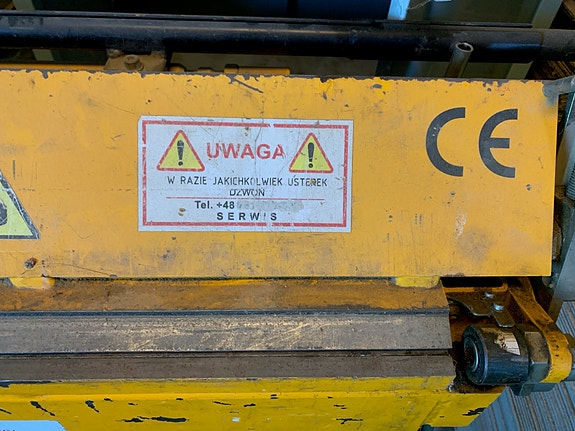 UWAGA
W RAZIE JAKICHKOLWIEK USTEREK
DZWOŃ
Tel. +48
SERWIS
CE